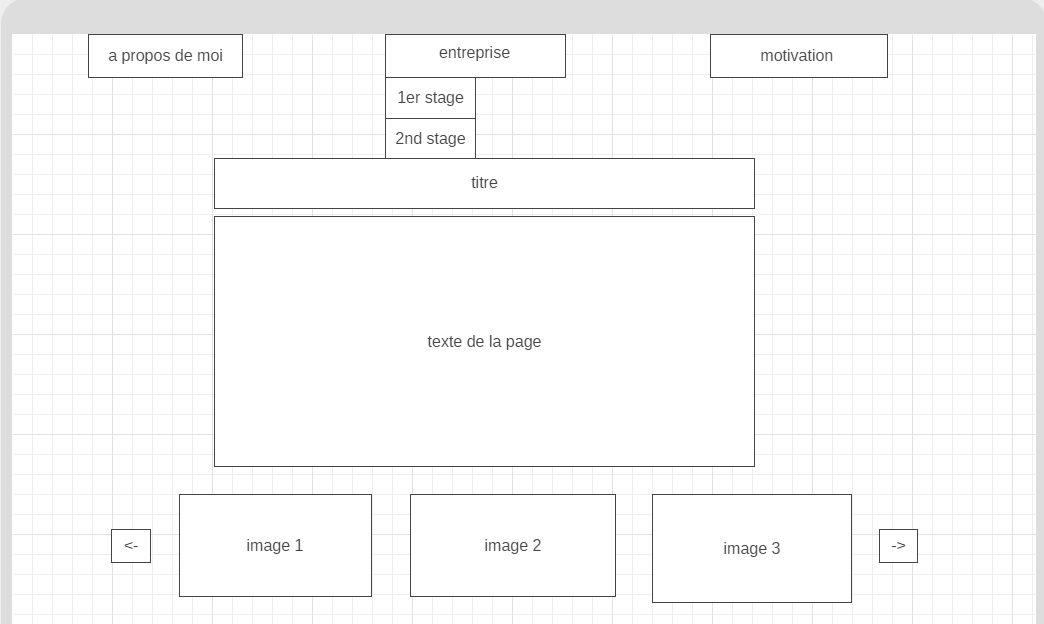 a propos de moi
entreprise
motivation
1er stage
2nd stage
titre
texte de la page
<-
image 1
image 2
image 3
->